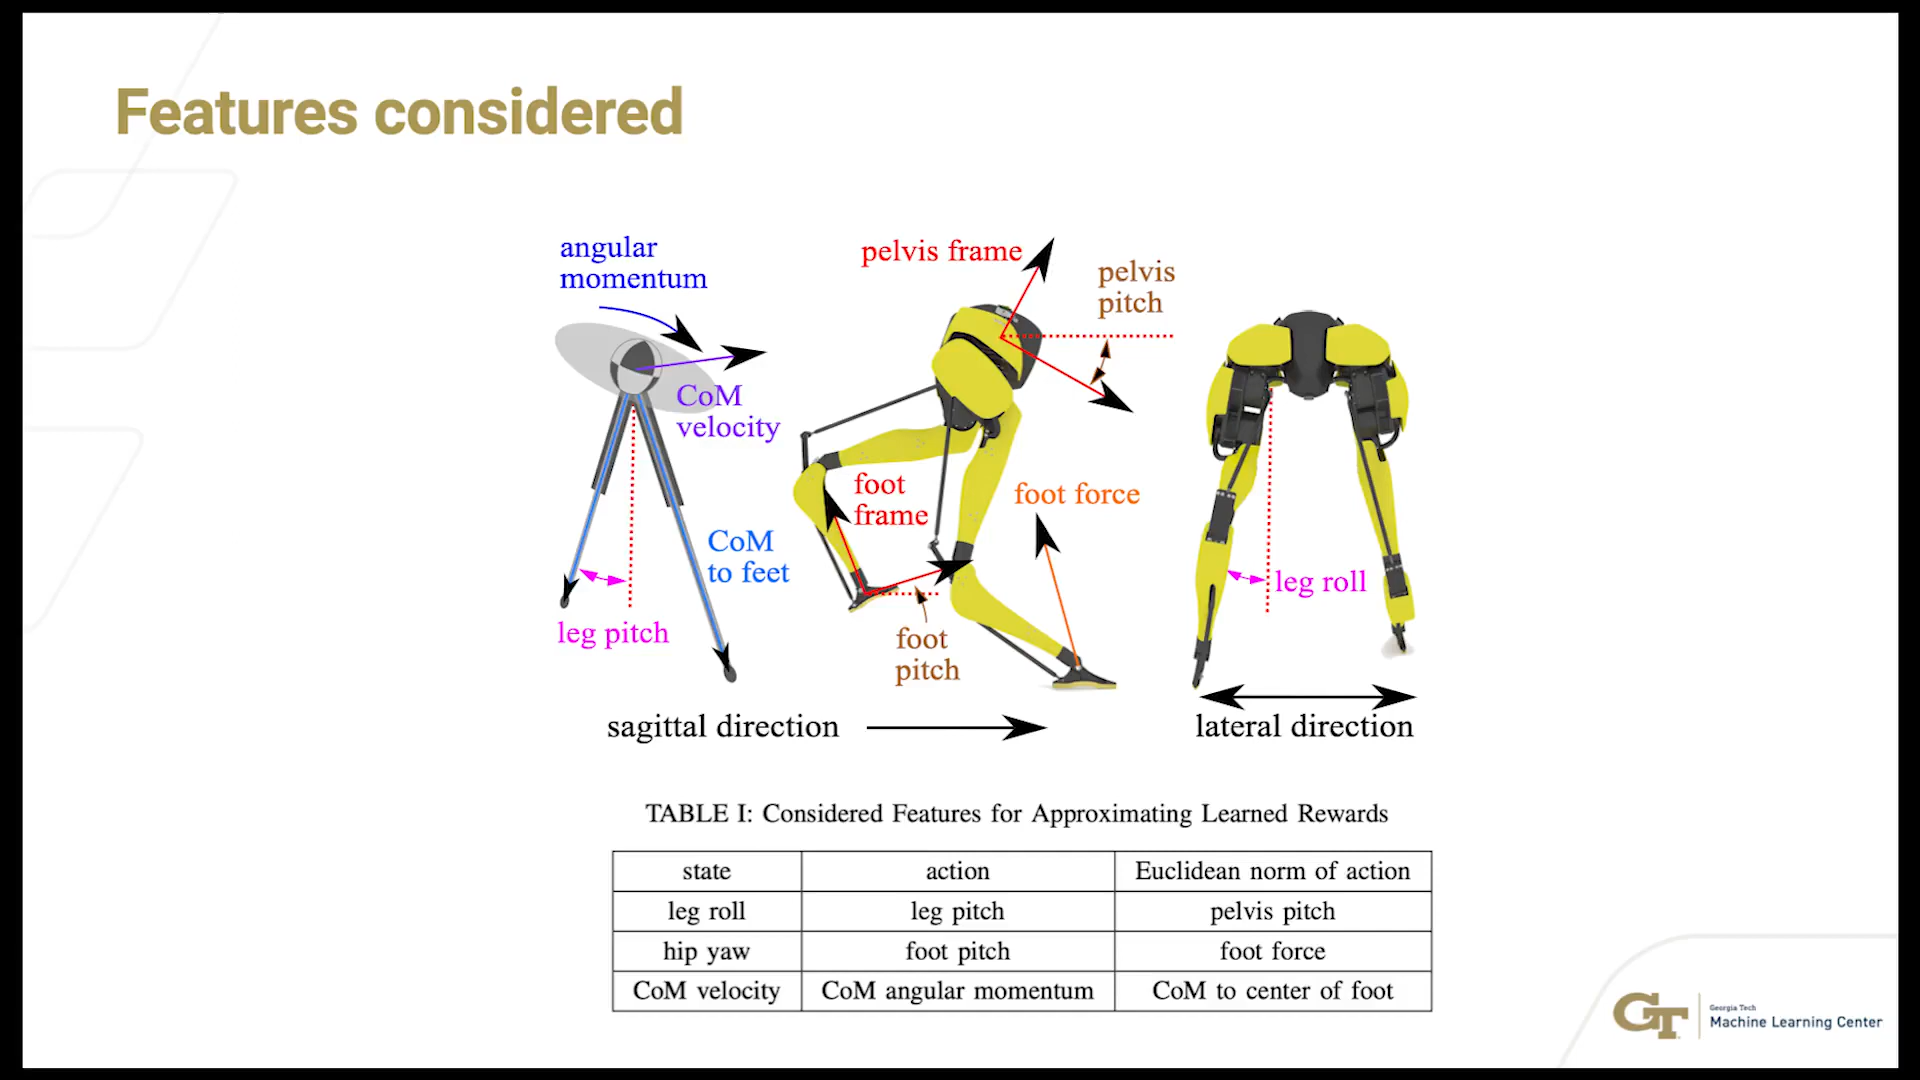 Features considered
angular
momentum
CoM
velocity
CoM
to feet
leg pitch
pelvis frame
pelvis
pitch
foot
frame
foot force
foot
pitch
leg roll
sagittal direction
lateral direction
TABLE I: Considered Features for Approximating Learned Rewards
state action Euclidean norm of action
leg roll leg pitch pelvis pitch
hip yaw foot pitch foot force
CoM velocity CoM angular momentum CoM to center of foot
GT
Georgia Tech
Machine Learning Center